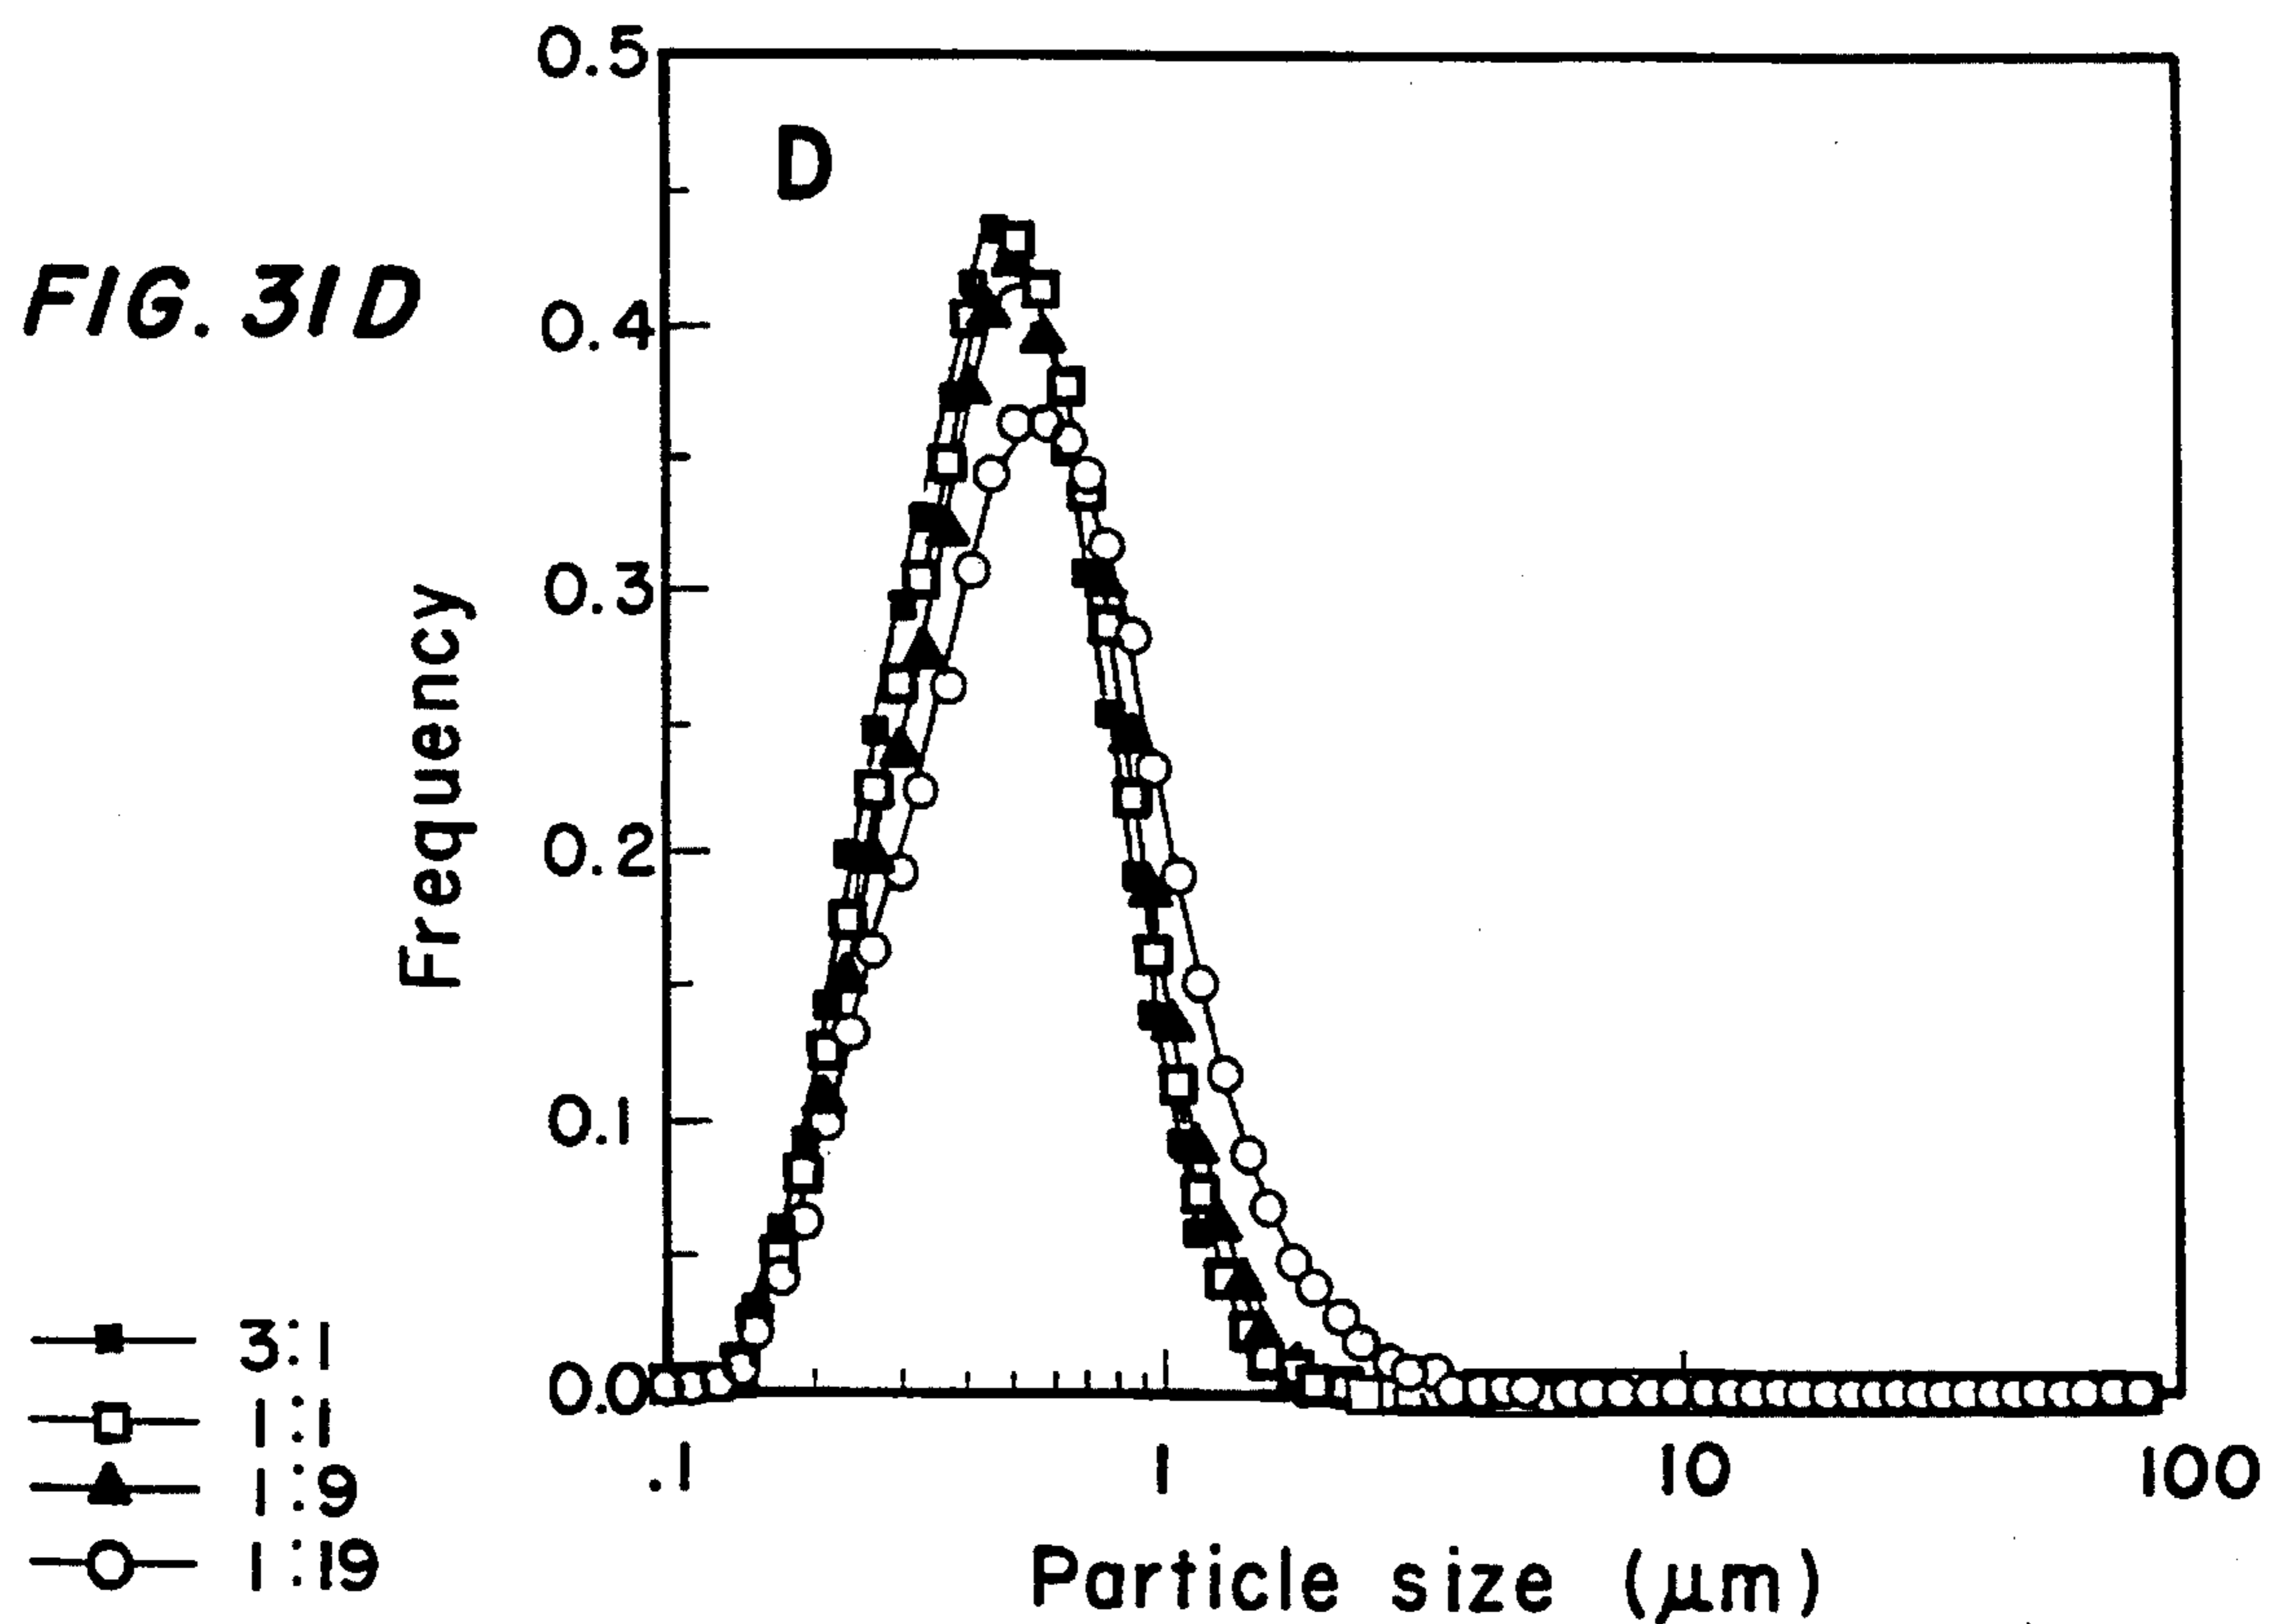 FIG. 31D
D
Frequency
0.5
0.4
0.3
0.2
0.1
0.0
.1 1 10 100
Particle size (μm)
3:1
1:1
1:9
1:19